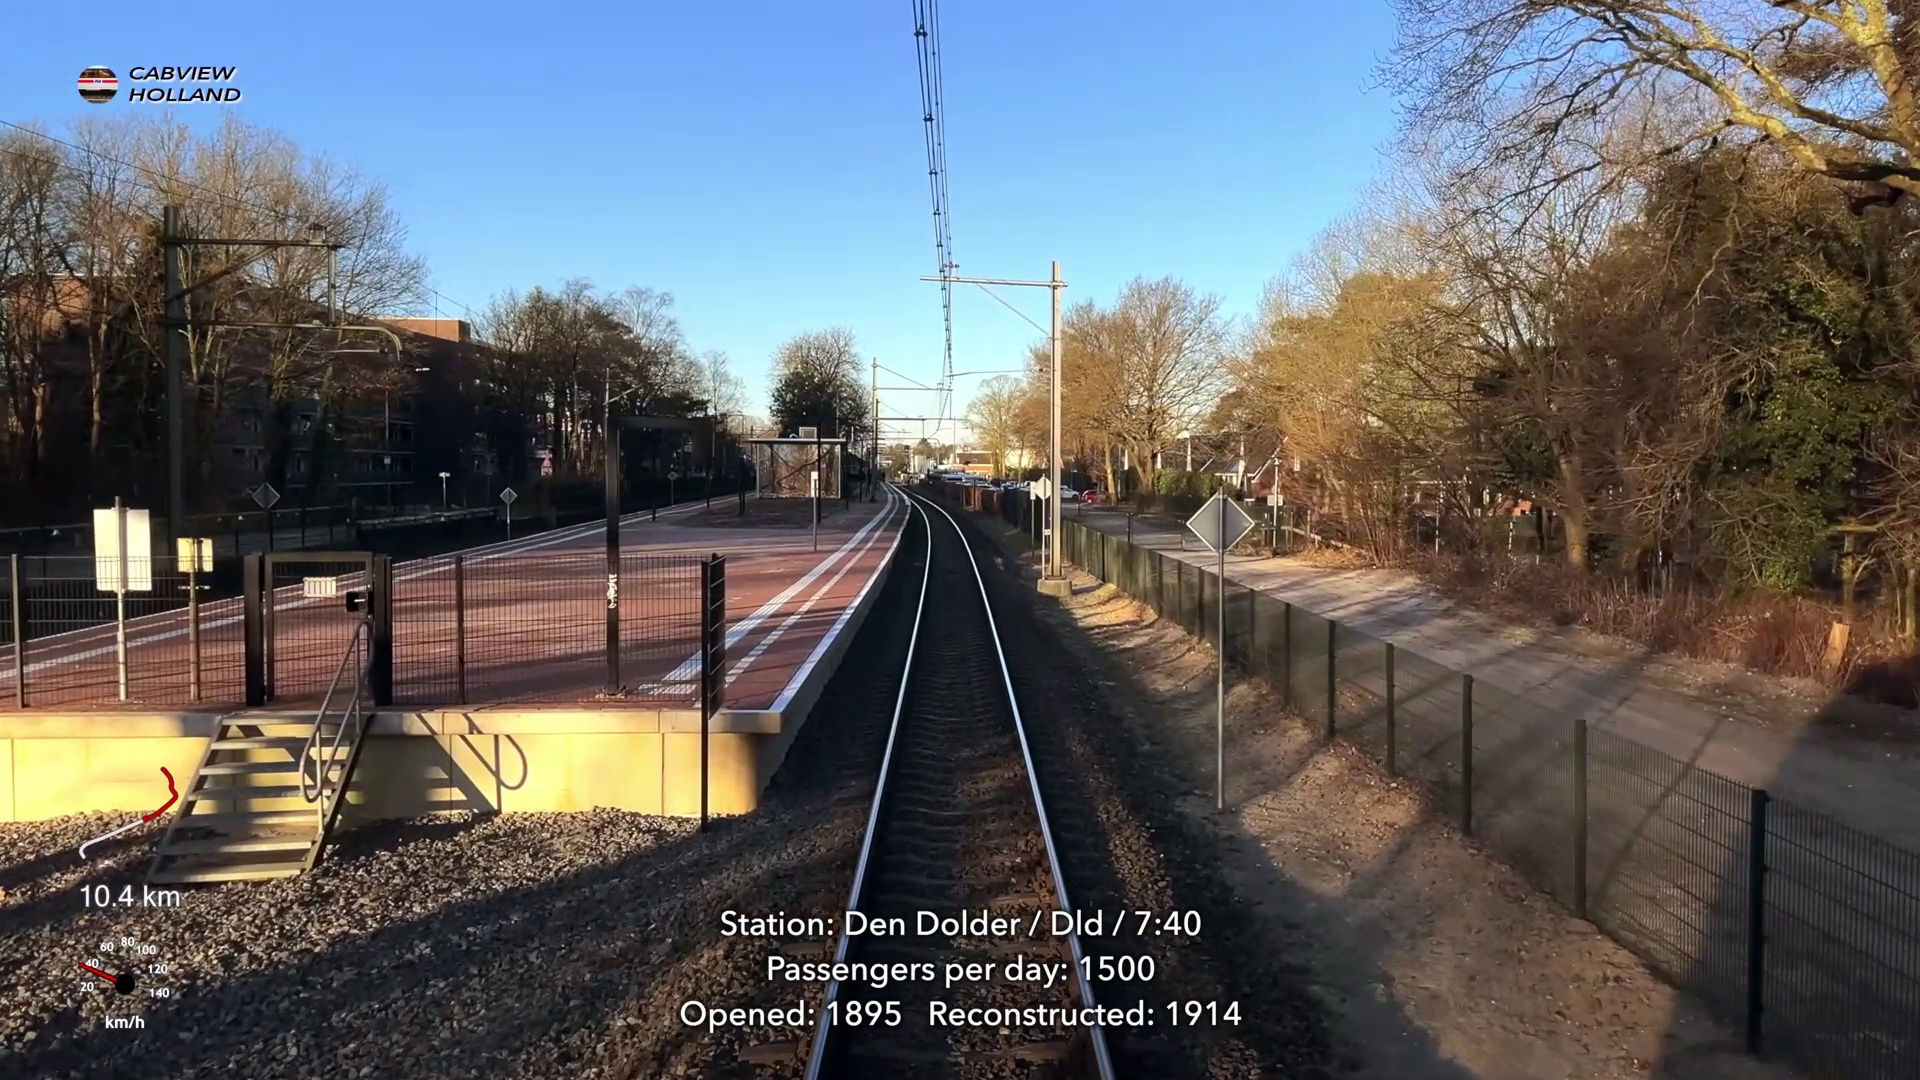 CABVIEW
HOLLAND
10.4 km
20 40 60 80 100 120 140
km/h
Station: Den Dolder / Dld / 7:40
Passengers per day: 1500
Opened: 1895 Reconstructed: 1914